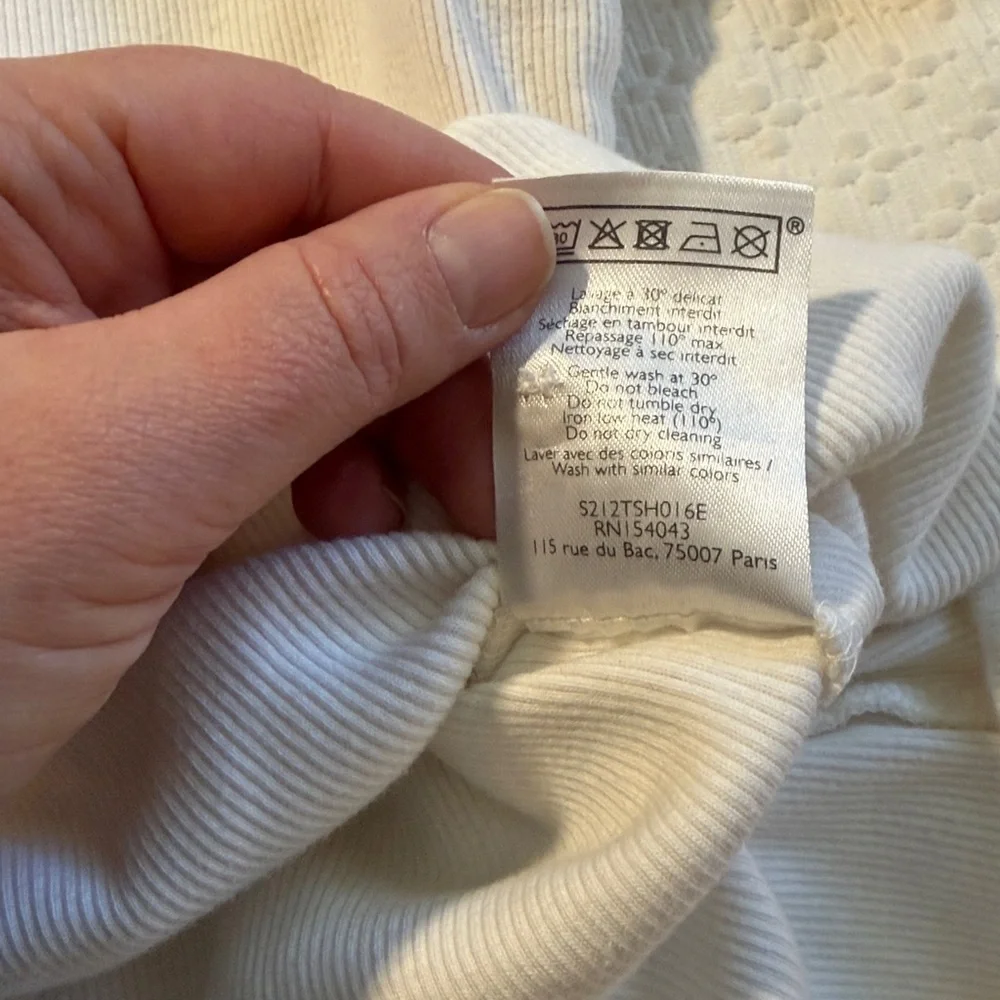 30 ®
Lavage à 30° délicat
Blanchiment interdit
Séchage en tambour interdit
Repassage 110° max
Nettoyage à sec interdit
Gentle wash at 30°
Do not bleach
Do not tumble dry
Iron low heat (110°)
Do not dry cleaning
Laver avec des coloris similaires /
Wash with similar colors
S212TSH016E
RN154043
115 rue du Bac, 75007 Paris